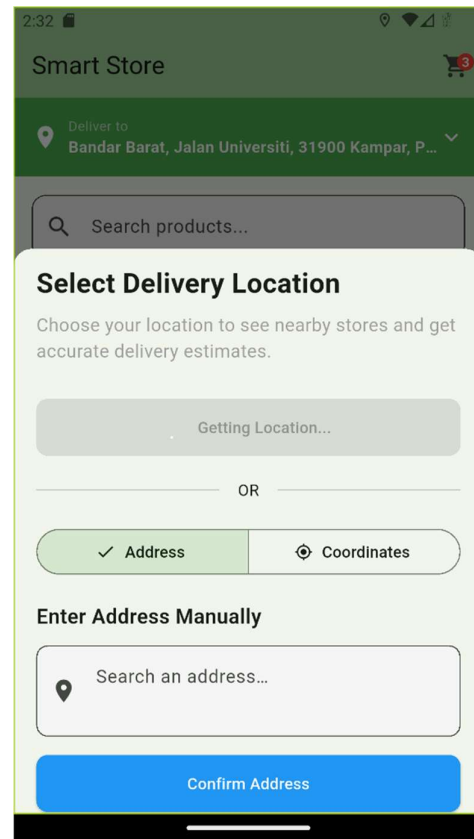 2:32
Smart Store
3
Deliver to
Bandar Barat, Jalan Universiti, 31900 Kampar, P...
Search products...
Select Delivery Location
Choose your location to see nearby stores and get
accurate delivery estimates.
Getting Location...
OR
Address
Coordinates
Enter Address Manually
Search an address...
Confirm Address